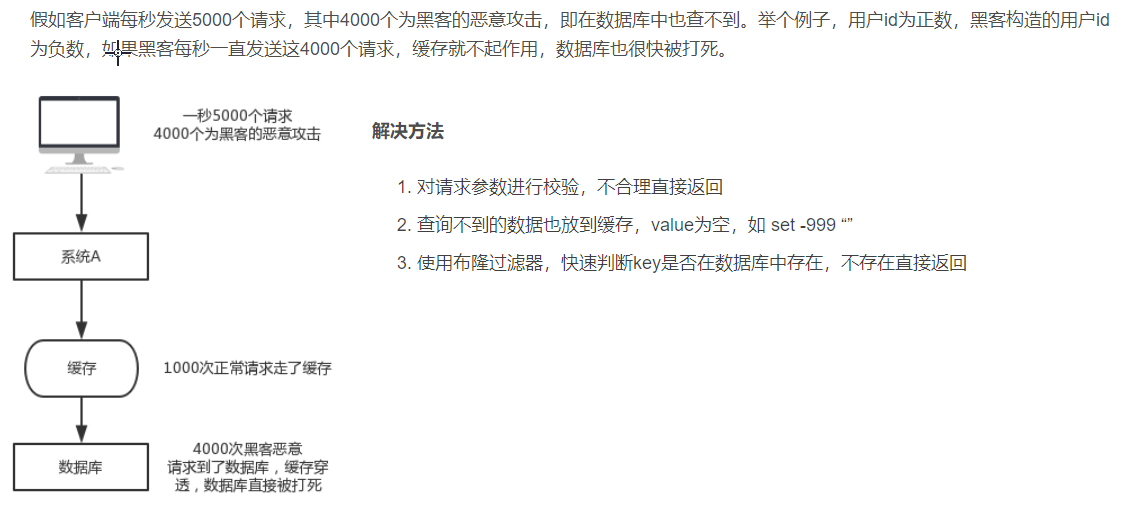 假如客户端每秒发送5000个请求，其中4000个为黑客的恶意攻击，即在数据库中也查不到。举个例子，用户id为正数，黑客构造的用户id
为负数，如果黑客每秒一直发送这4000个请求，缓存就不起作用，数据库也很快被打死。
一秒5000个请求
4000个为黑客的恶意攻击
解决方法
1. 对请求参数进行校验，不合理直接返回
2. 查询不到的数据也放到缓存，value为空，如 set -999 “”
3. 使用布隆过滤器，快速判断key是否在数据库中存在，不存在直接返回
系统A
缓存
1000次正常请求走了缓存
数据库
4000次黑客恶意
请求到了数据库，缓存穿
透，数据库直接被打死